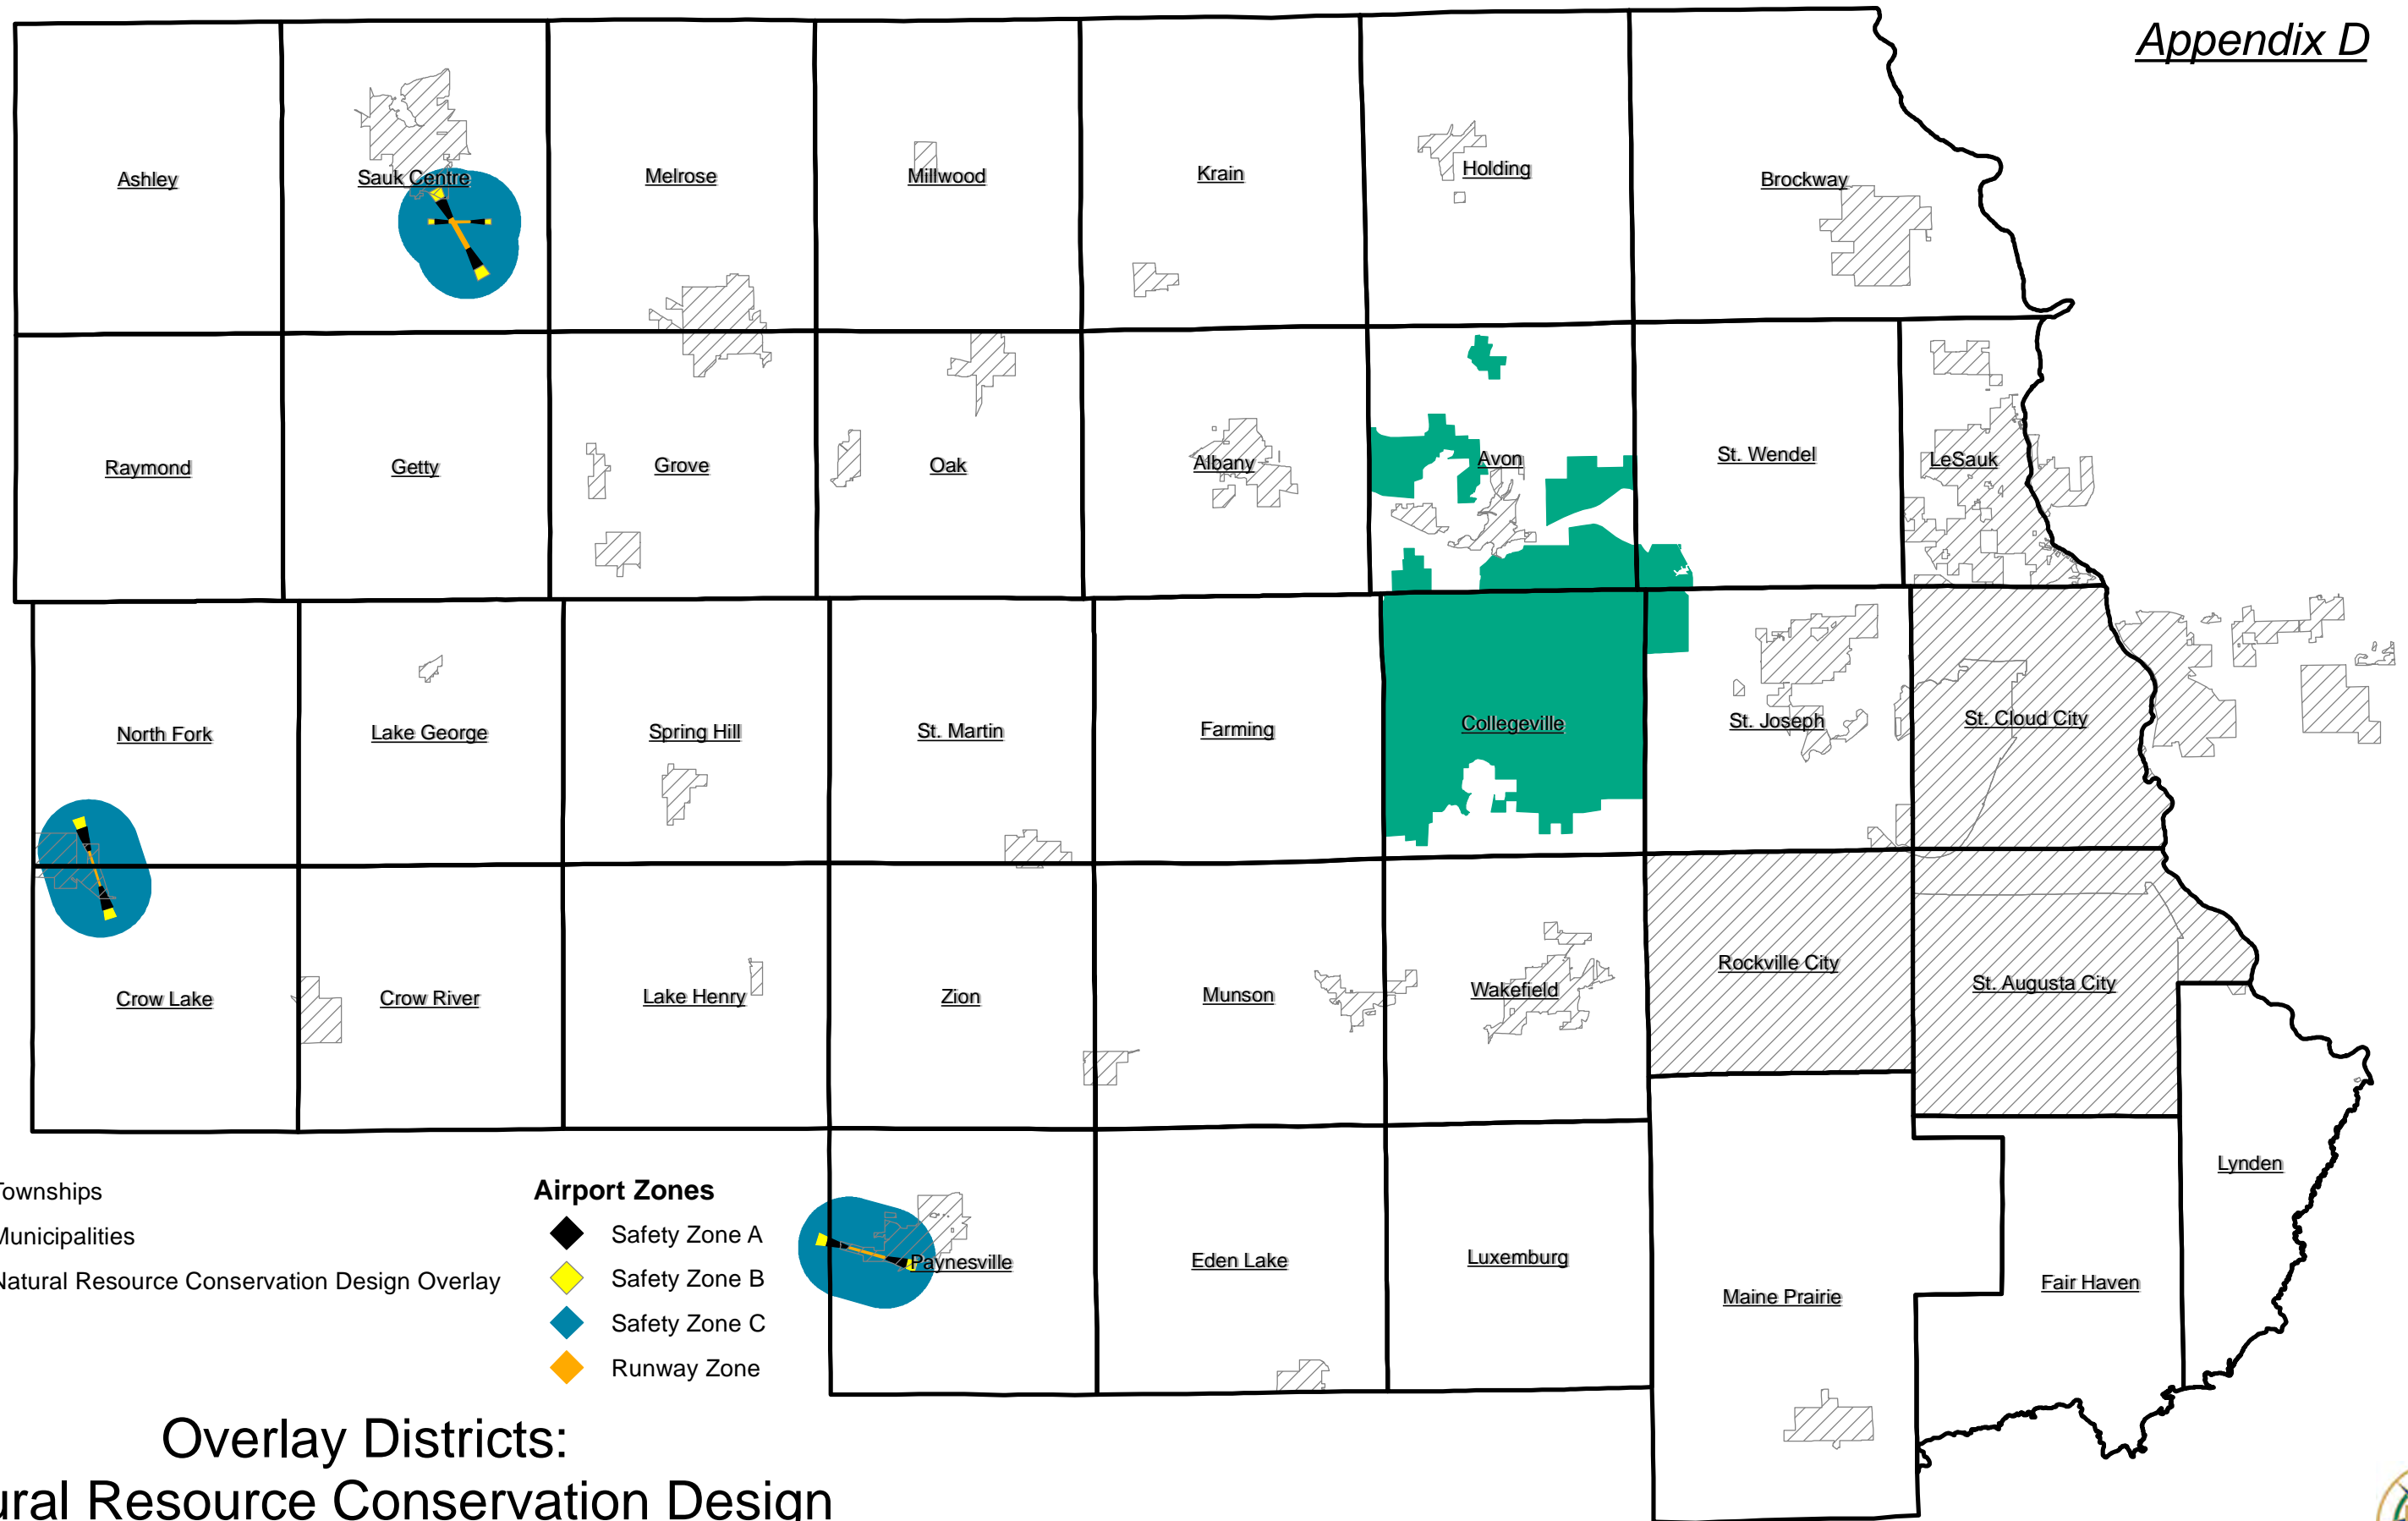 Appendix D
Ashley
Sauk Centre
Melrose
Millwood
Krain
Holding
Brockway
Raymond
Getty
Grove
Oak
Albany
Avon
St. Wendel
LeSauk
North Fork
Lake George
Spring Hill
St. Martin
Farming
Collegeville
St. Joseph
St. Cloud City
Crow Lake
Crow River
Lake Henry
Zion
Munson
Wakefield
Rockville City
St. Augusta City
Paynesville
Eden Lake
Luxemburg
Maine Prairie
Fair Haven
Lynden
Townships
Municipalities
Natural Resource Conservation Design Overlay
Airport Zones
Safety Zone A
Safety Zone B
Safety Zone C
Runway Zone
Overlay Districts:
ural Resource Conservation Design